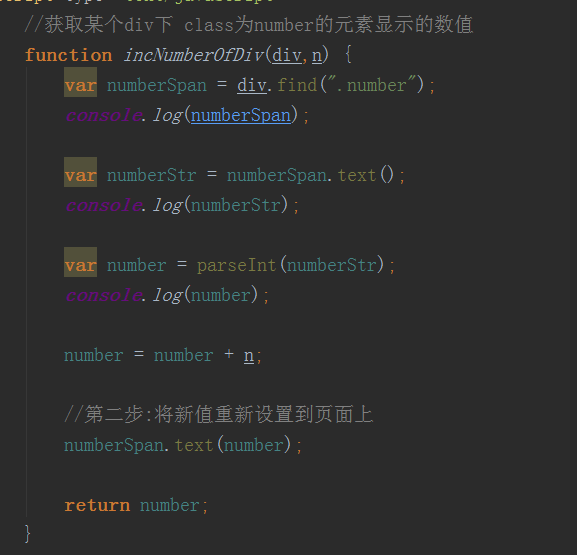 //获取某个div下 class为number的元素显示的数值
function incNumberOfDiv(div,n) {
var numberSpan = div.find(".number");
console.log(numberSpan);
var numberStr = numberSpan.text();
console.log(numberStr);
var number = parseInt(numberStr);
console.log(number);
number = number + n;
//第二步:将新值重新设置到页面上
numberSpan.text(number);
return number;
}